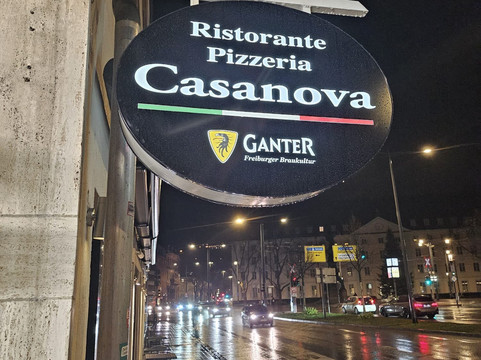 Ristorante
Pizzeria
Casanova
GANTER
Freiburger Braukultur